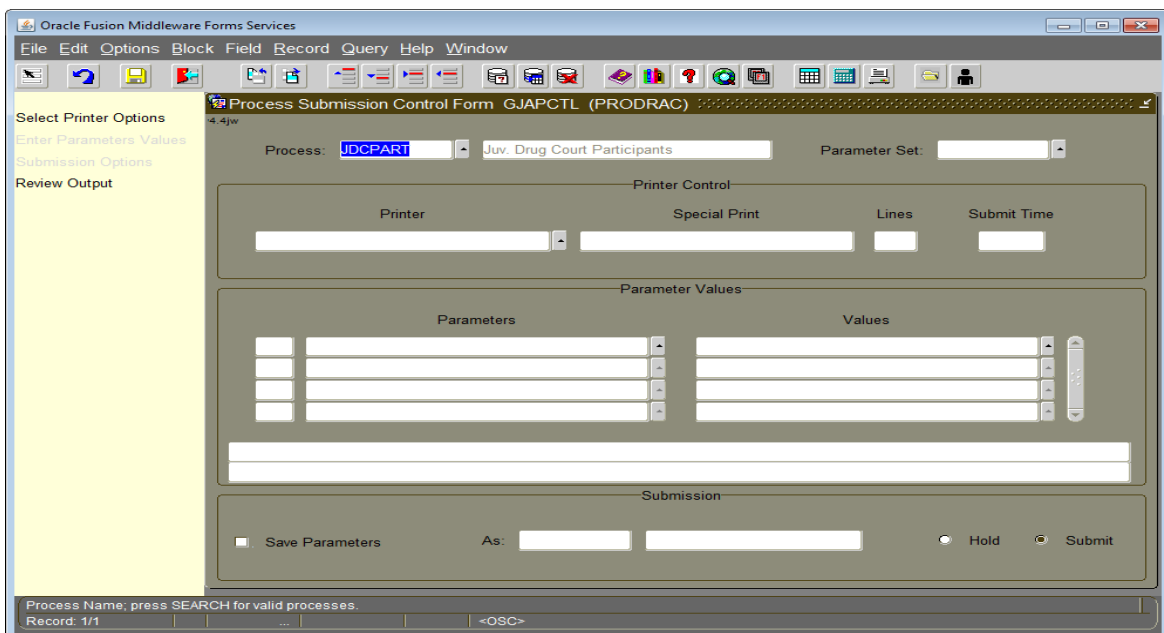 Oracle Fusion Middleware Forms Services
File Edit Options Block Field Record Query Help Window
Process Submission Control Form GJAPCTL (PRODRAC)
Select Printer Options
Enter Parameters Values
Submission Options
Review Output
Process: JDCPART Juv. Drug Court Participants Parameter Set:
Printer Control
Printer Special Print Lines Submit Time
Parameter Values
Parameters Values
Submission
Save Parameters As: Hold Submit
Process Name; press SEARCH for valid processes.
Record: 1/1 ... <OSC>